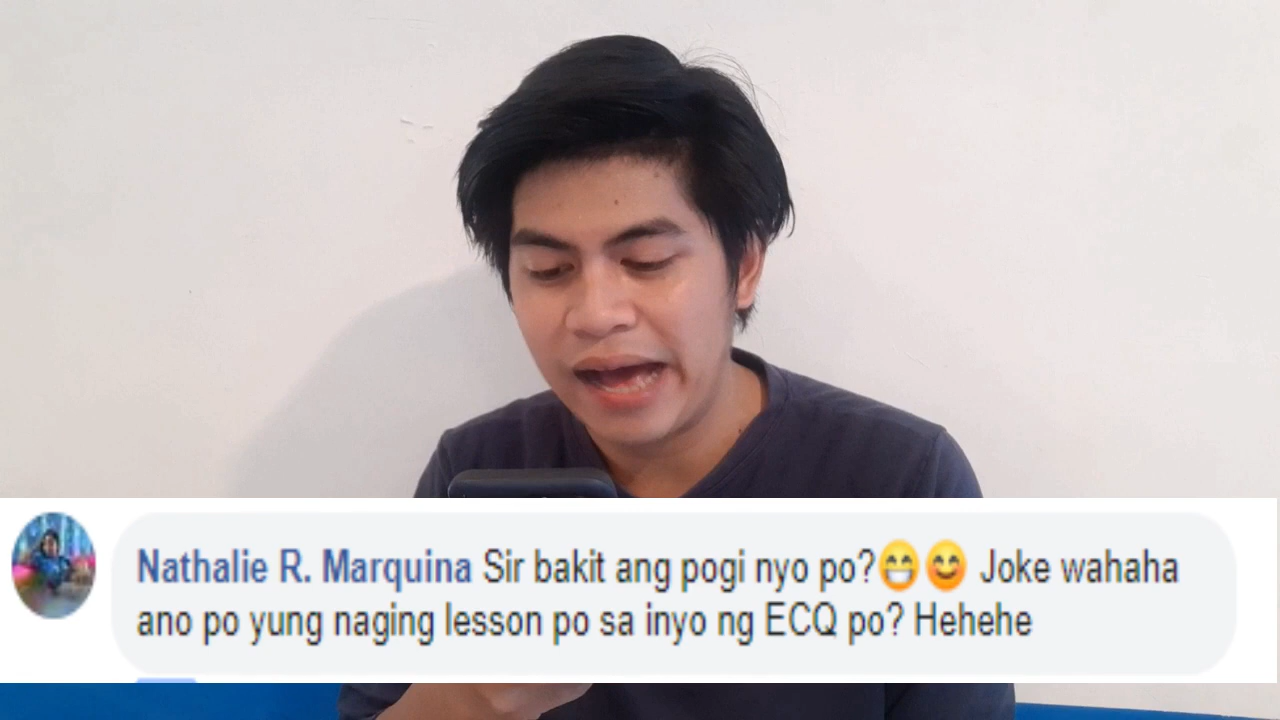 Nathalie R. Marquina Sir bakit ang pogi nyo po?😁😊 Joke wahaha
ano po yung naging lesson po sa inyo ng ECQ po? Hehehe